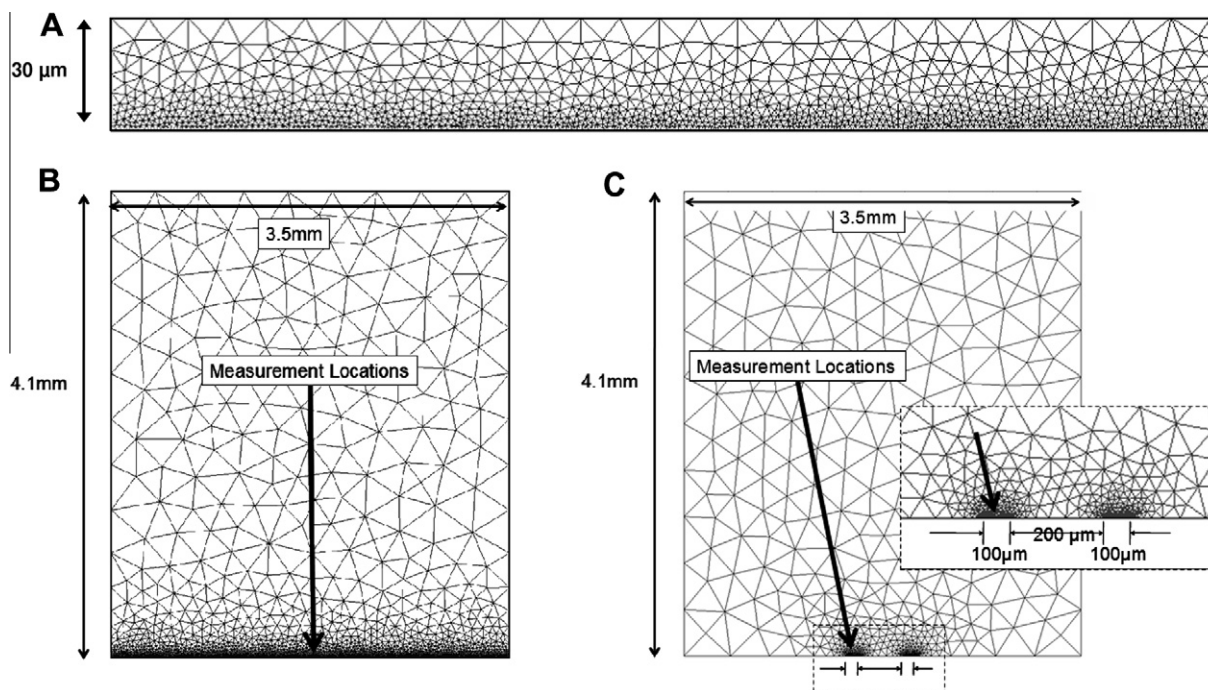 A
30 µm
B
C
3.5mm
3.5mm
Measurement Locations
Measurement Locations
4.1mm
4.1mm
200 µm
100µm
100µm